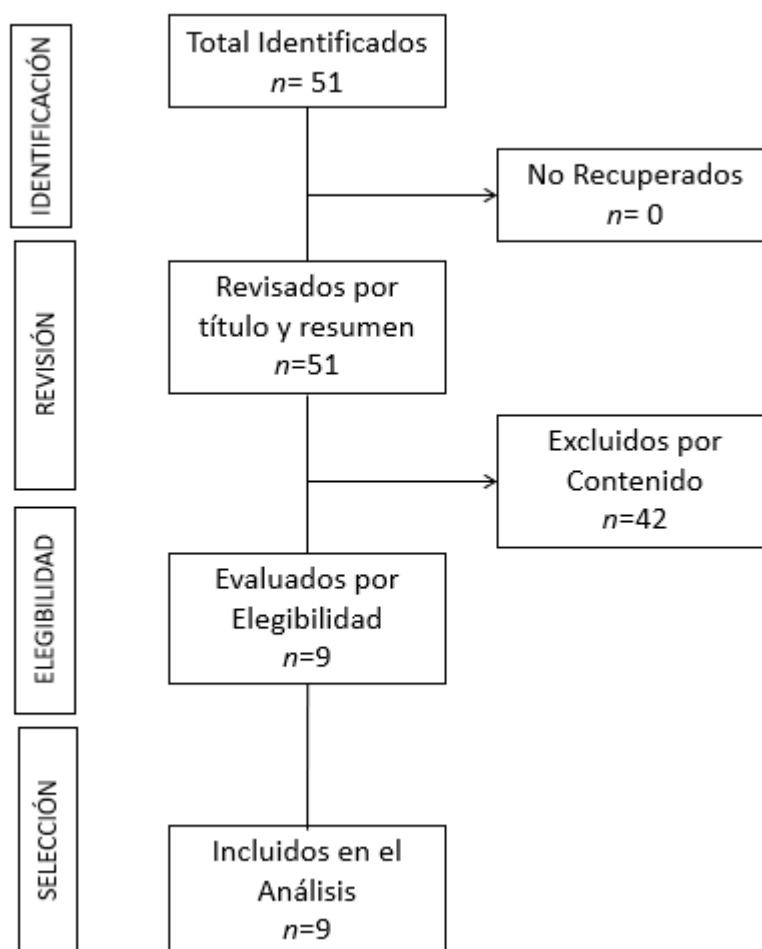 IDENTIFICACIÓN
Total Identificados
n= 51
No Recuperados
n= 0
REVISIÓN
Revisados por
título y resumen
n=51
Excluidos por
Contenido
n=42
ELEGIBILIDAD
Evaluados por
Elegibilidad
n=9
SELECCIÓN
Incluidos en el
Análisis
n=9